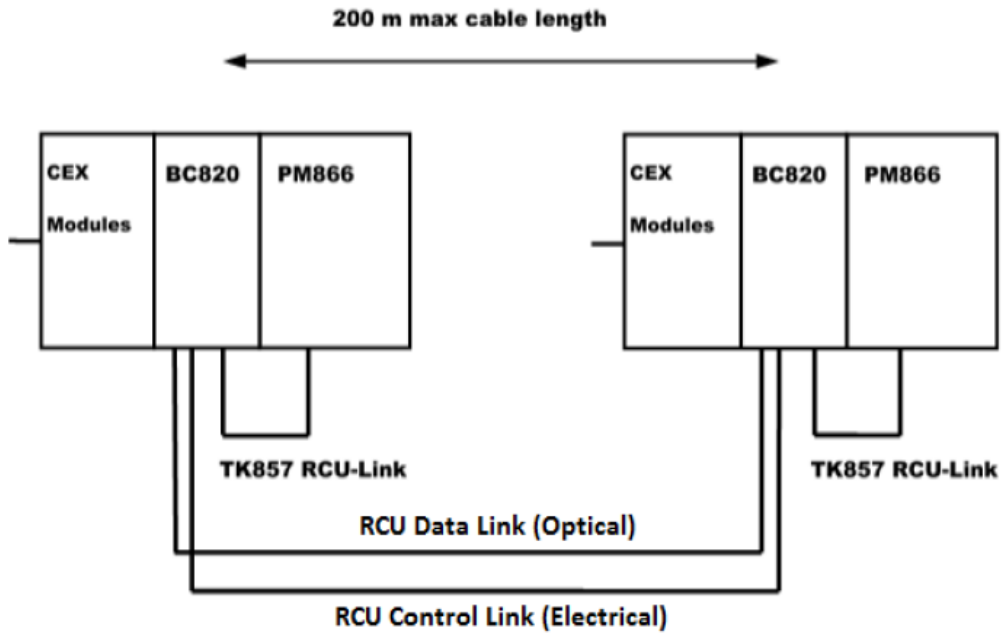 200 m max cable length
CEX
Modules
BC820
PM866
CEX
Modules
BC820
PM866
TK857 RCU-Link
TK857 RCU-Link
RCU Data Link (Optical)
RCU Control Link (Electrical)